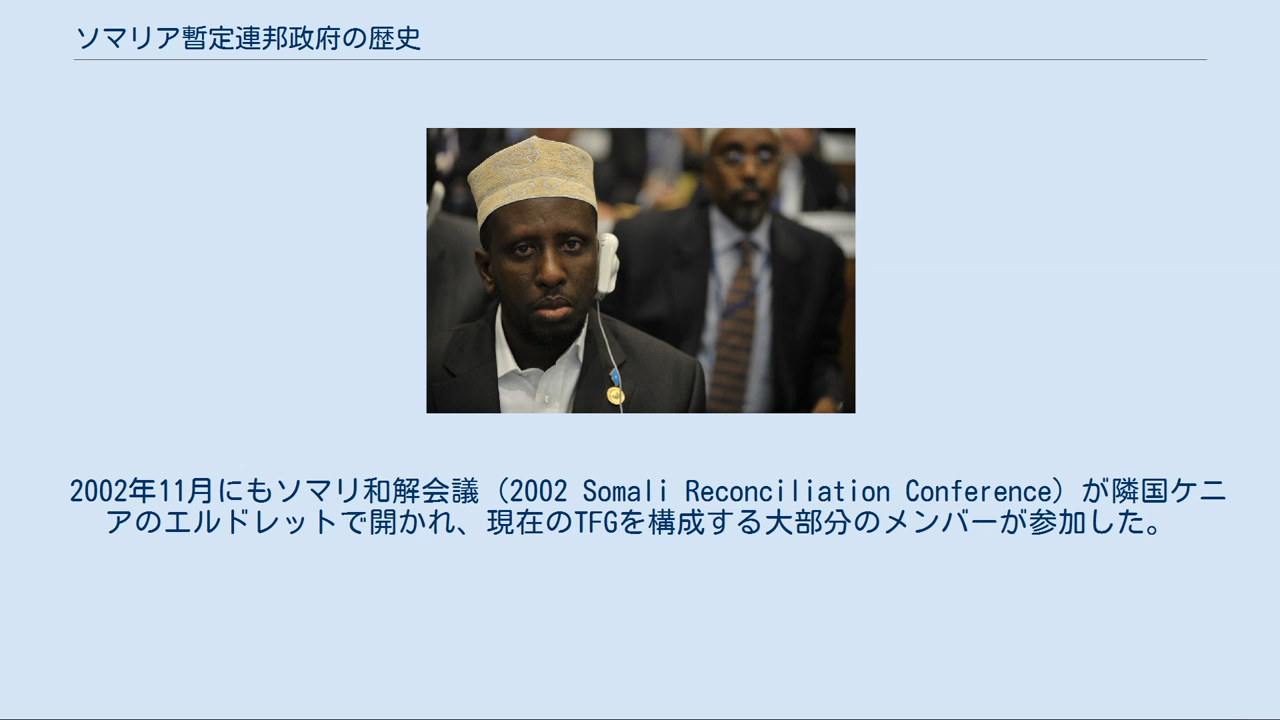 ソマリア暫定連邦政府の歴史
2002年11月にもソマリ和解会議（2002 Somali Reconciliation Conference）が隣国ケニ
アのエルドレットで開かれ、現在のTFGを構成する大部分のメンバーが参加した。